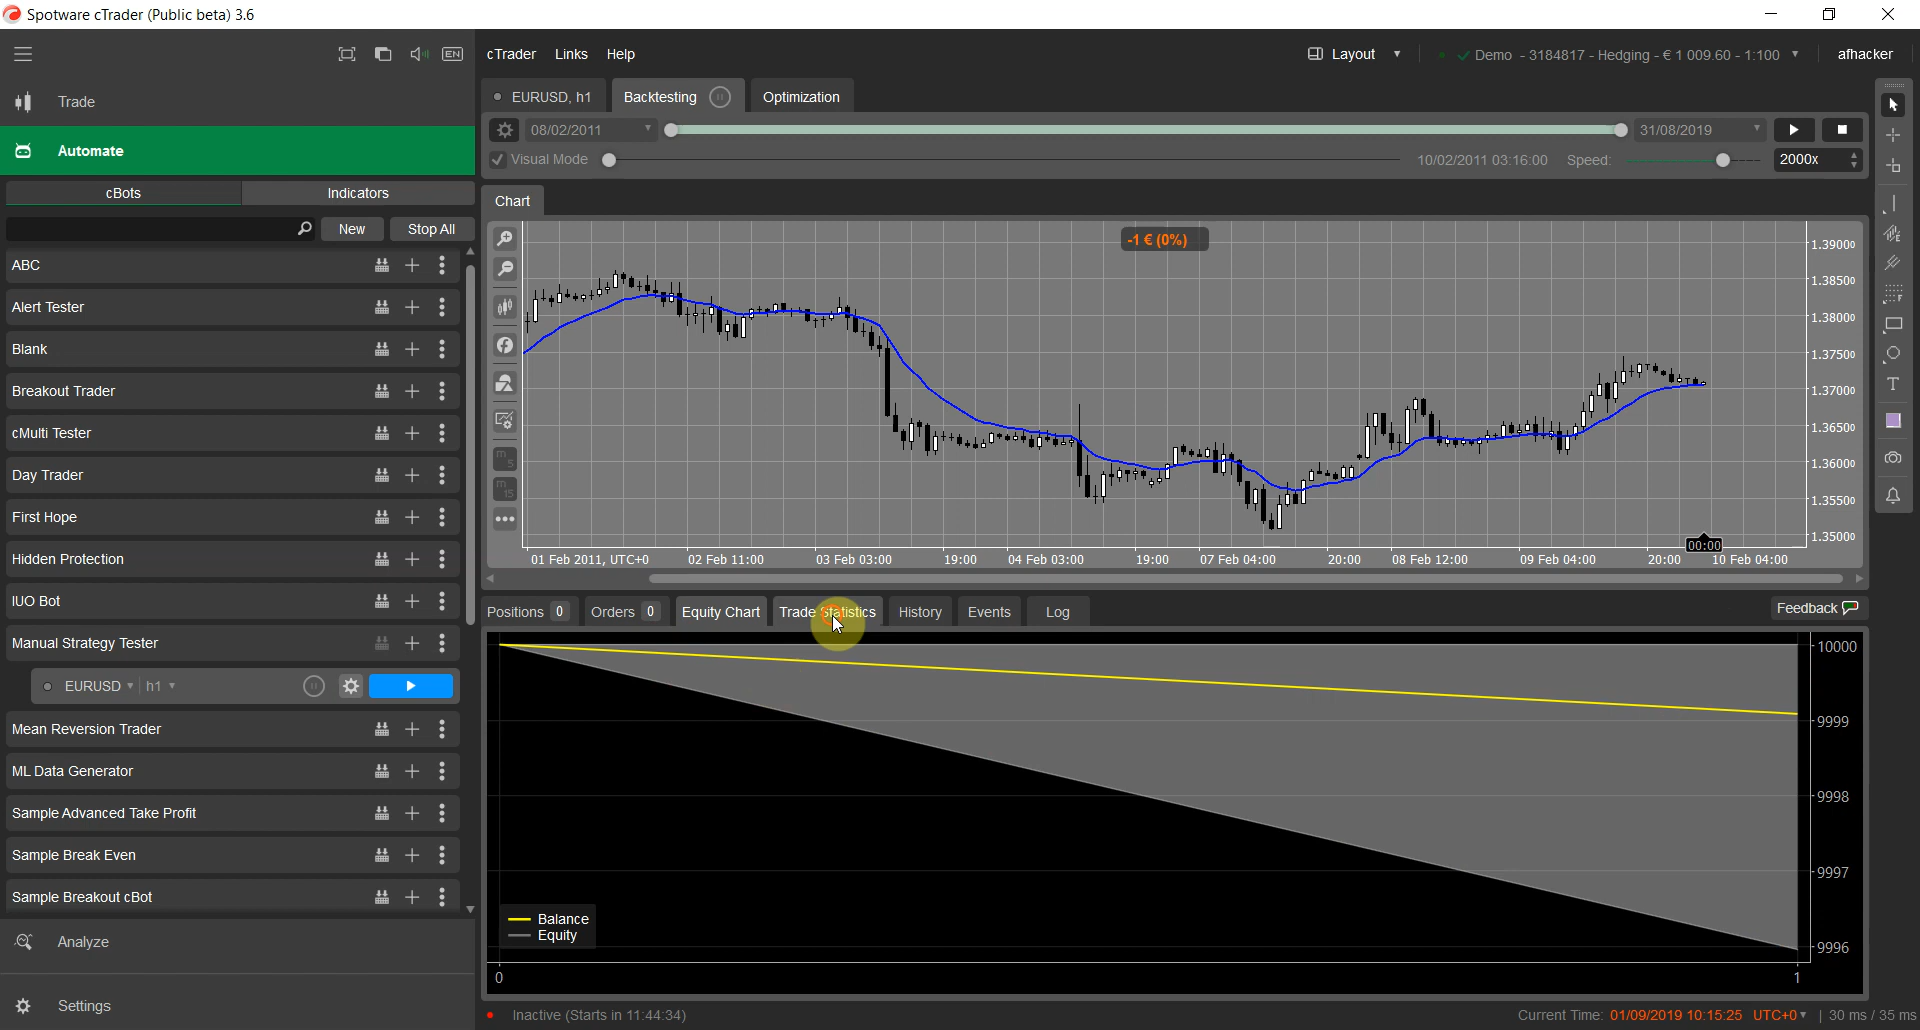 Spotware cTrader (Public beta) 3.6
EN
cTrader Links Help
Layout
Demo - 3184817 - Hedging - € 1 009.60 - 1:100
afhacker
Trade
Automate
cBots Indicators
New Stop All
ABC
Alert Tester
Blank
Breakout Trader
cMulti Tester
Day Trader
First Hope
Hidden Protection
IUO Bot
Manual Strategy Tester
EURUSD h1
Mean Reversion Trader
ML Data Generator
Sample Advanced Take Profit
Sample Break Even
Sample Breakout cBot
Analyze
Settings
EURUSD, h1 Backtesting Optimization
08/02/2011 31/08/2019
Visual Mode 10/02/2011 03:16:00 Speed: 2000x
Chart
-1 € (0%)
m5
m15
1.39000
1.38500
1.38000
1.37500
1.37000
1.36500
1.36000
1.35500
1.35000
00:00
01 Feb 2011, UTC+0 02 Feb 11:00 03 Feb 03:00 19:00 04 Feb 03:00 19:00 07 Feb 04:00 20:00 08 Feb 12:00 09 Feb 04:00 20:00 10 Feb 04:00
Positions 0 Orders 0 Equity Chart Trade Statistics History Events Log
Feedback
10000
9999
9998
9997
9996
Balance
Equity
0 1
Inactive (Starts in 11:44:34)
Current Time: 01/09/2019 10:15:25 UTC+0 | 30 ms / 35 ms
T